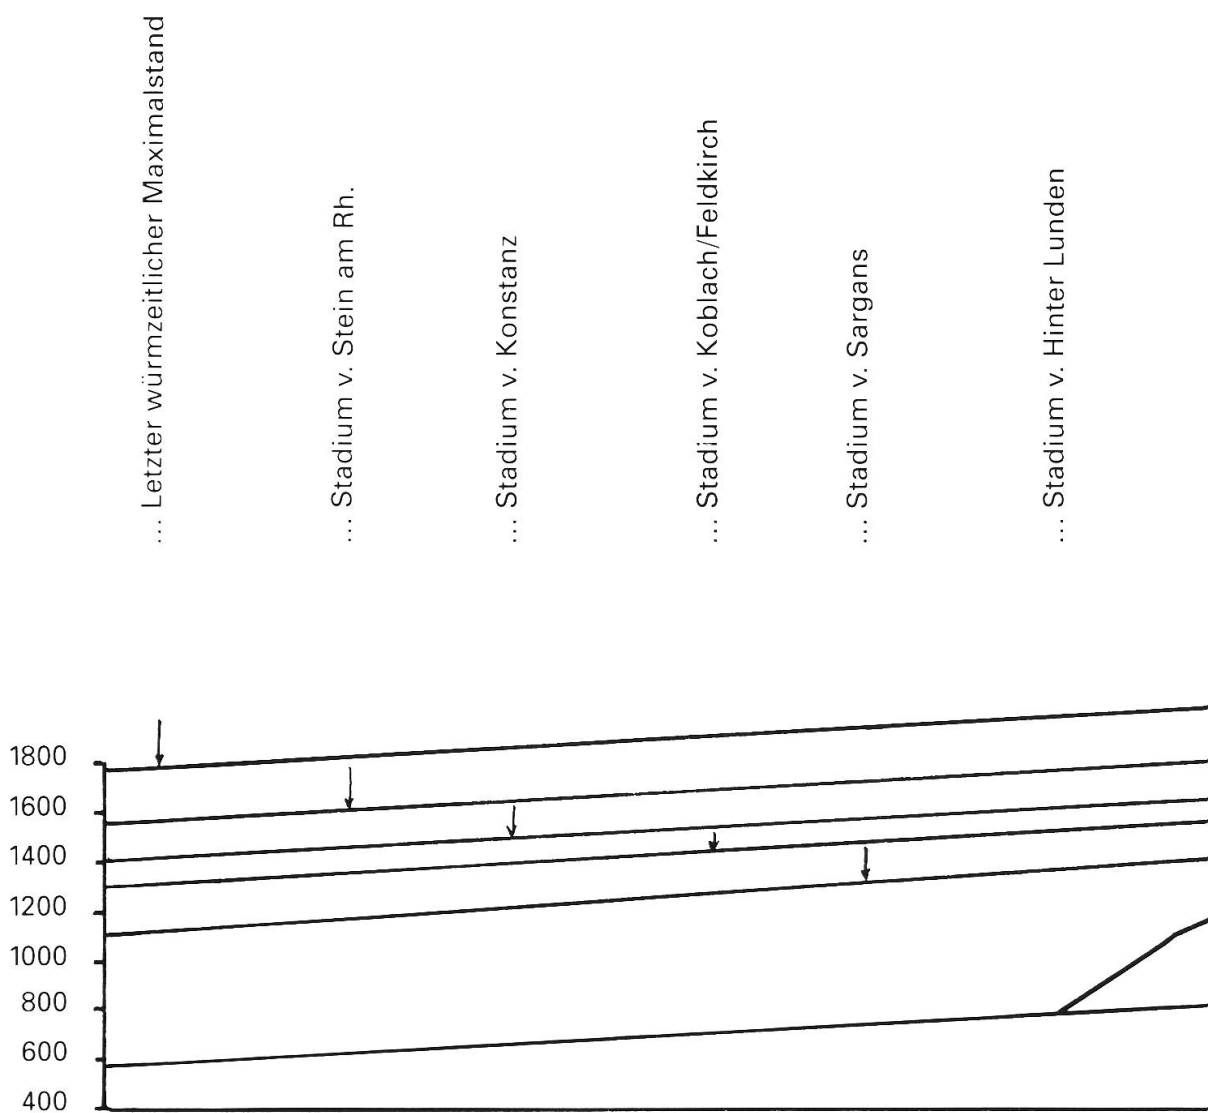 ... Letzter würmzeitlicher Maximalstand
... Stadium v. Stein am Rh.
... Stadium v. Konstanz
... Stadium v. Koblach/Feldkirch
... Stadium v. Sargans
... Stadium v. Hinter Lunden
1800
1600
1400
1200
1000
800
600
400